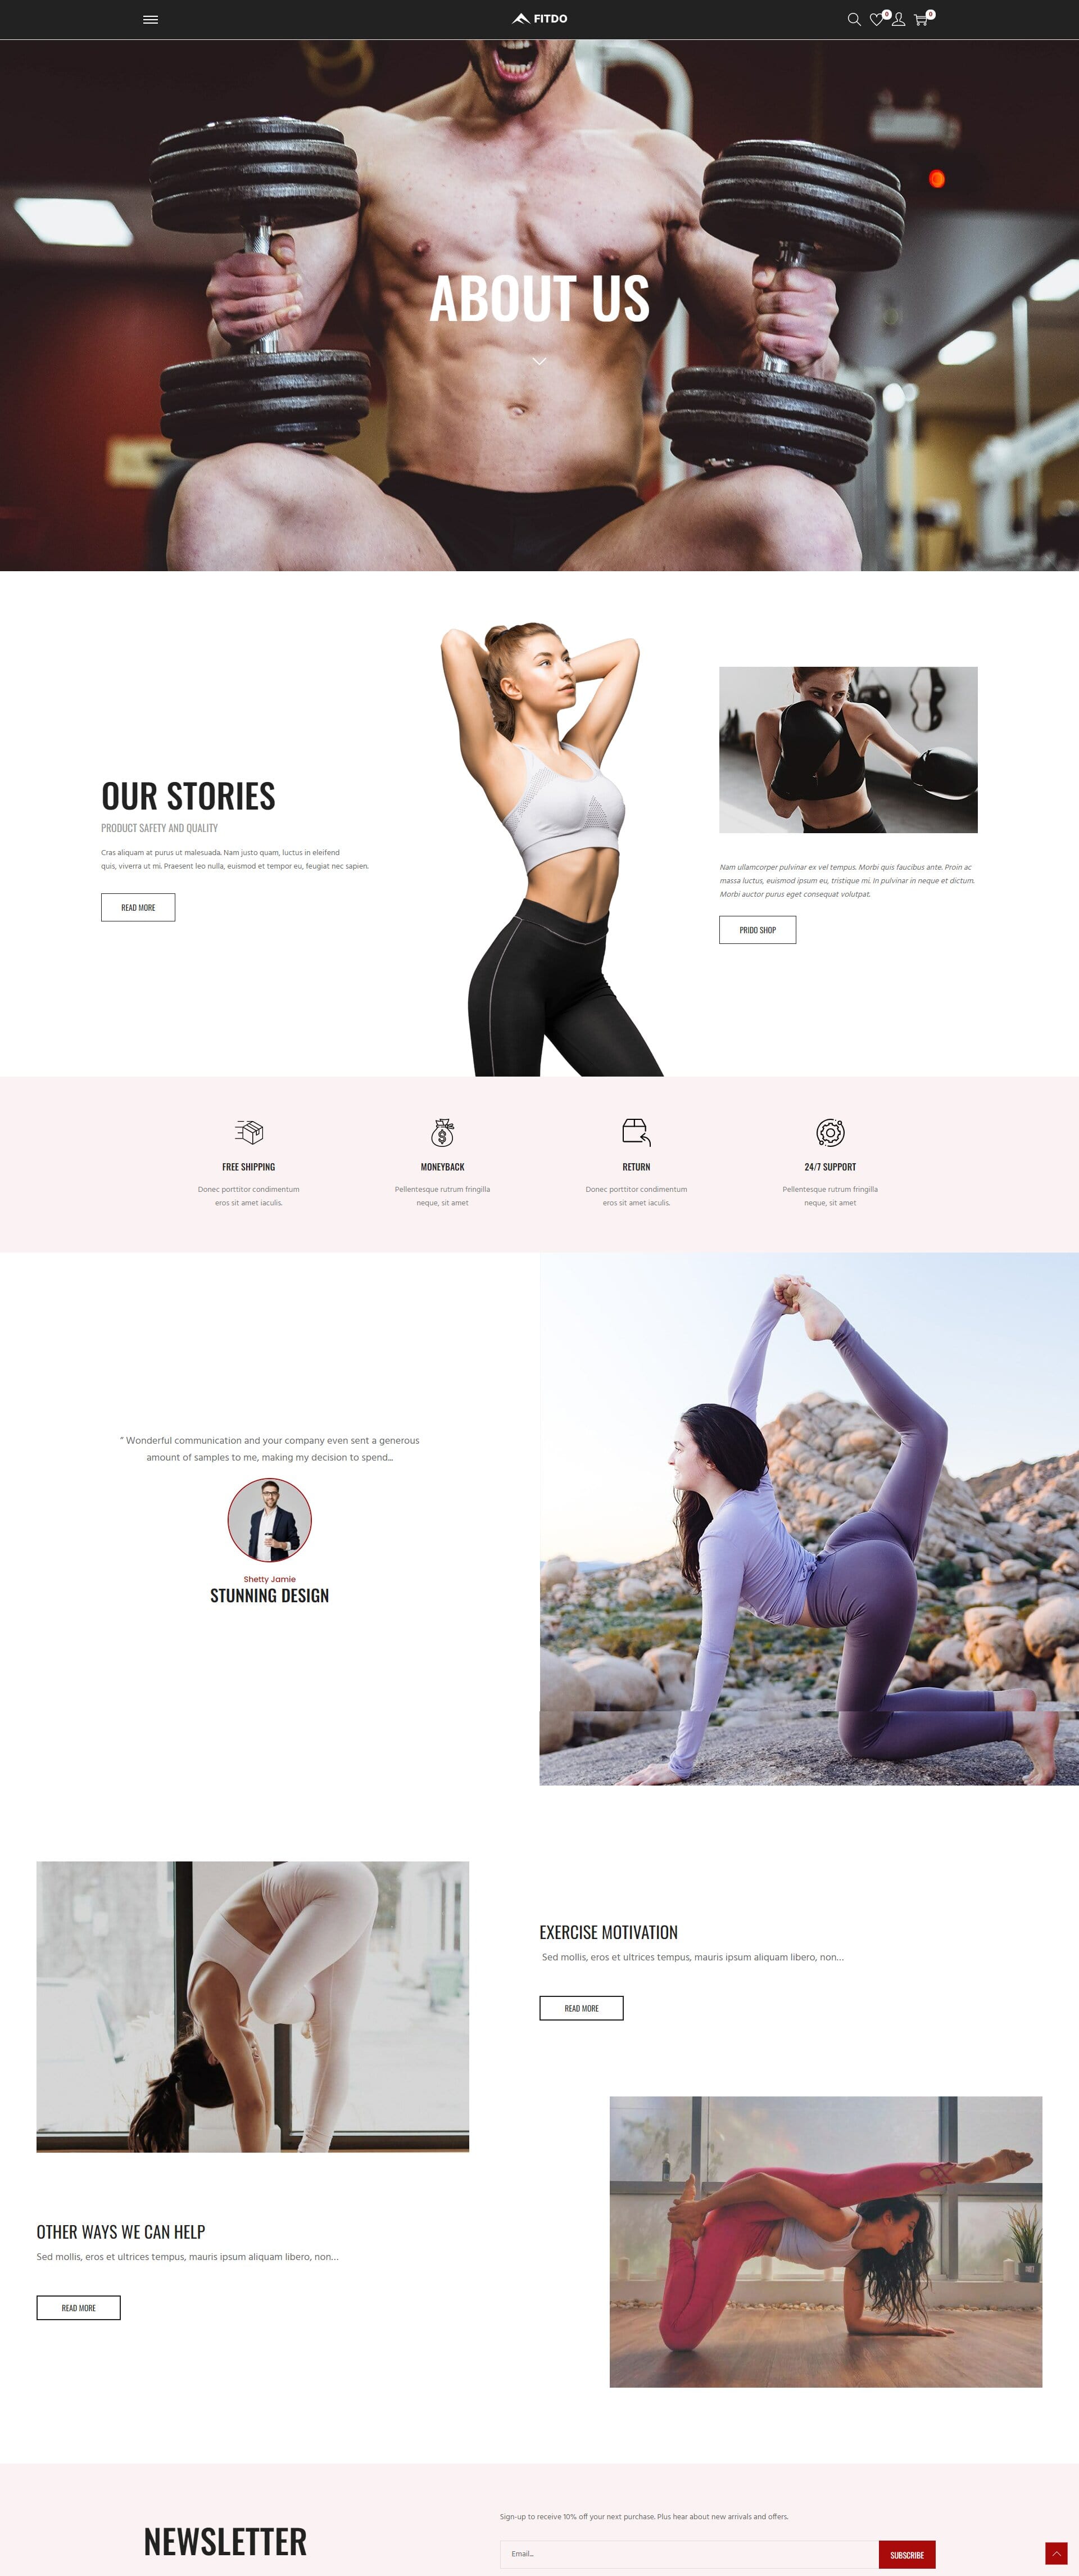 FITDO
0
0
ABOUT US
OUR STORIES
PRODUCT SAFETY AND QUALITY
Cras aliquam at purus ut malesuada. Nam justo quam, luctus in eleifend
quis, viverra ut mi. Praesent leo nulla, euismod et tempor eu, feugiat nec sapien.
READ MORE
Nam ullamcorper pulvinar ex vel tempus. Morbi quis faucibus ante. Proin ac
massa luctus, euismod ipsum eu, tristique mi. In pulvinar in neque et dictum.
Morbi auctor purus eget consequat volutpat.
PRIDO SHOP
FREE SHIPPING
Donec porttitor condimentum
eros sit amet iaculis.
MONEYBACK
Pellentesque rutrum fringilla
neque, sit amet
RETURN
Donec porttitor condimentum
eros sit amet iaculis.
24/7 SUPPORT
Pellentesque rutrum fringilla
neque, sit amet
“ Wonderful communication and your company even sent a generous
amount of samples to me, making my decision to spend...
Shetty Jamie
STUNNING DESIGN
EXERCISE MOTIVATION
Sed mollis, eros et ultrices tempus, mauris ipsum aliquam libero, non...
READ MORE
OTHER WAYS WE CAN HELP
Sed mollis, eros et ultrices tempus, mauris ipsum aliquam libero, non...
READ MORE
NEWSLETTER
Sign-up to receive 10% off your next purchase. Plus hear about new arrivals and offers.
Email...
SUBSCRIBE